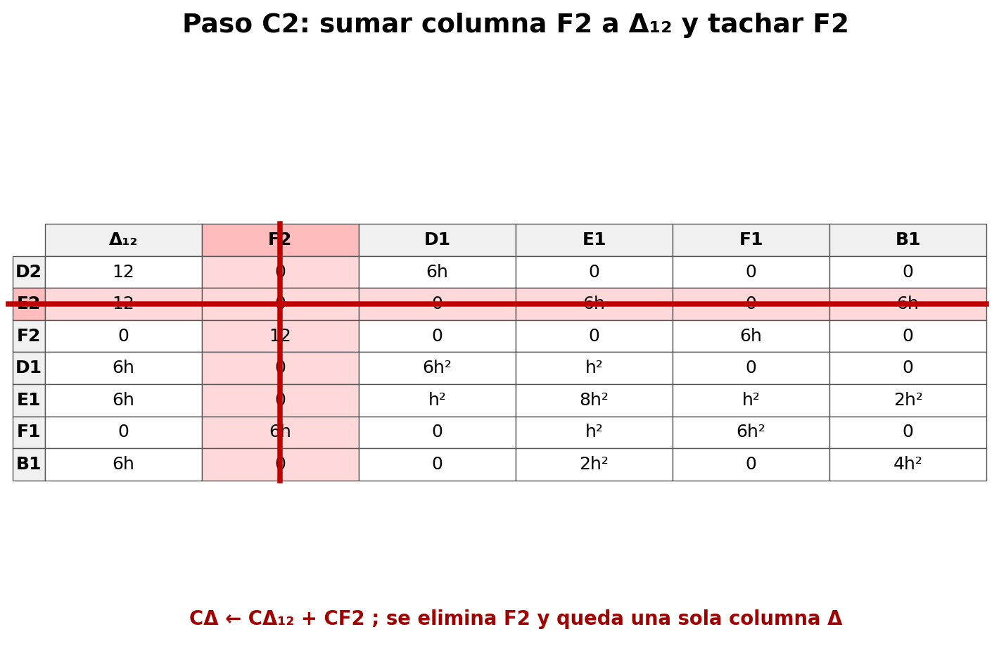 Paso C2: sumar columna F2 a Δ₁₂ y tachar F2
Δ₁₂ F2 D1 E1 F1 B1
D2 12 0 6h 0 0 0
E2 12 0 0 6h 0 6h
F2 0 12 0 0 6h 0
D1 6h 0 6h² h² 0 0
E1 6h 0 h² 8h² h² 2h²
F1 0 6h 0 h² 6h² 0
B1 6h 0 0 2h² 0 4h²
CΔ ← CΔ₁₂ + CF2 ; se elimina F2 y queda una sola columna Δ